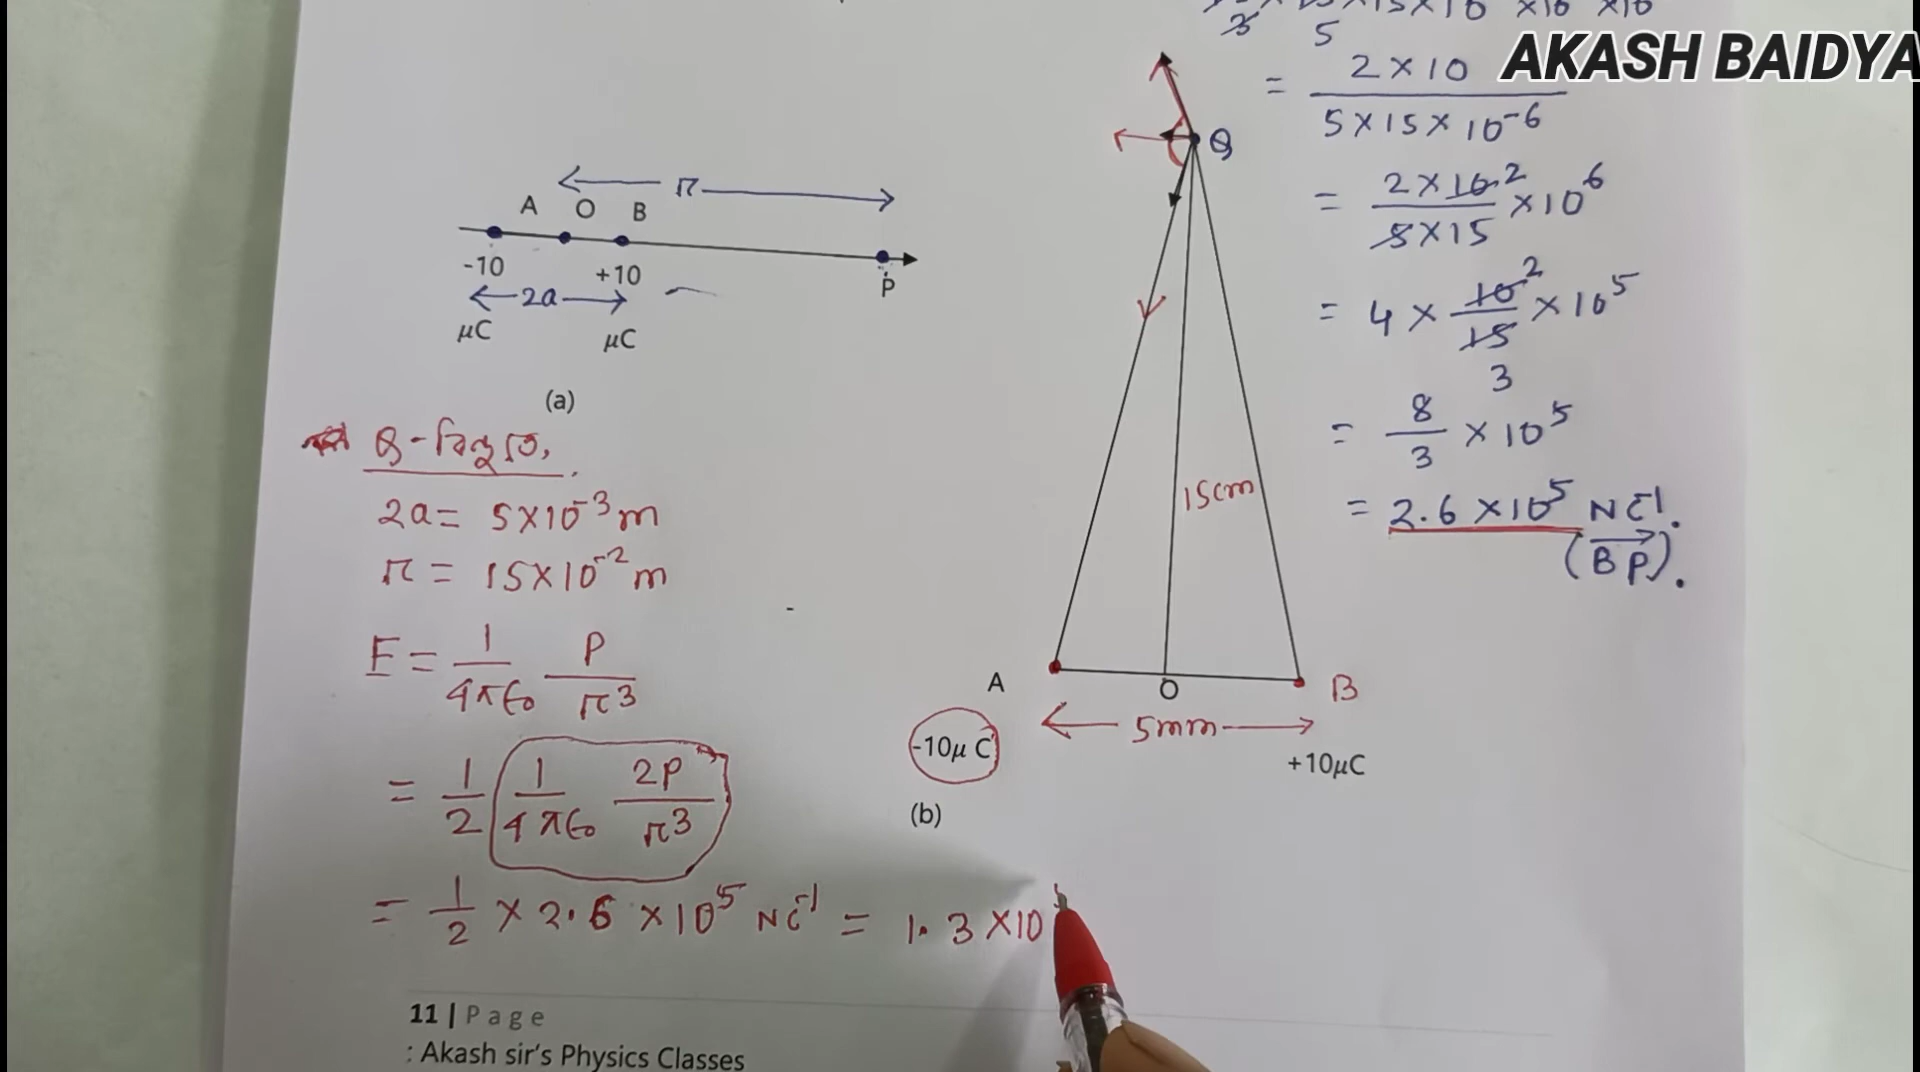 AKASH BAIDYA
5
= 2 × 10 / 5 × 15 × 10⁻⁶
= 2 × 10² / 5 × 15 × 10⁶
= 4 × 10² / 15 × 10⁵
3
= 8/3 × 10⁵
= 2.6 × 10⁵ NC⁻¹.
(BP).
r
A O B
-10 +10 P
2a
μC μC
(a)
Q
15cm
A O B
5mm
-10μ C +10μC
(b)
Q-বিন্দুতে,
2a = 5×10⁻³ m
r = 15×10⁻² m
E = 1/4πε₀ P/r³
= 1/2 1/4πε₀ 2P/r³
= 1/2 × 2.6 × 10⁵ NC⁻¹ = 1.3 ×10
11 | Page
: Akash sir's Physics Classes